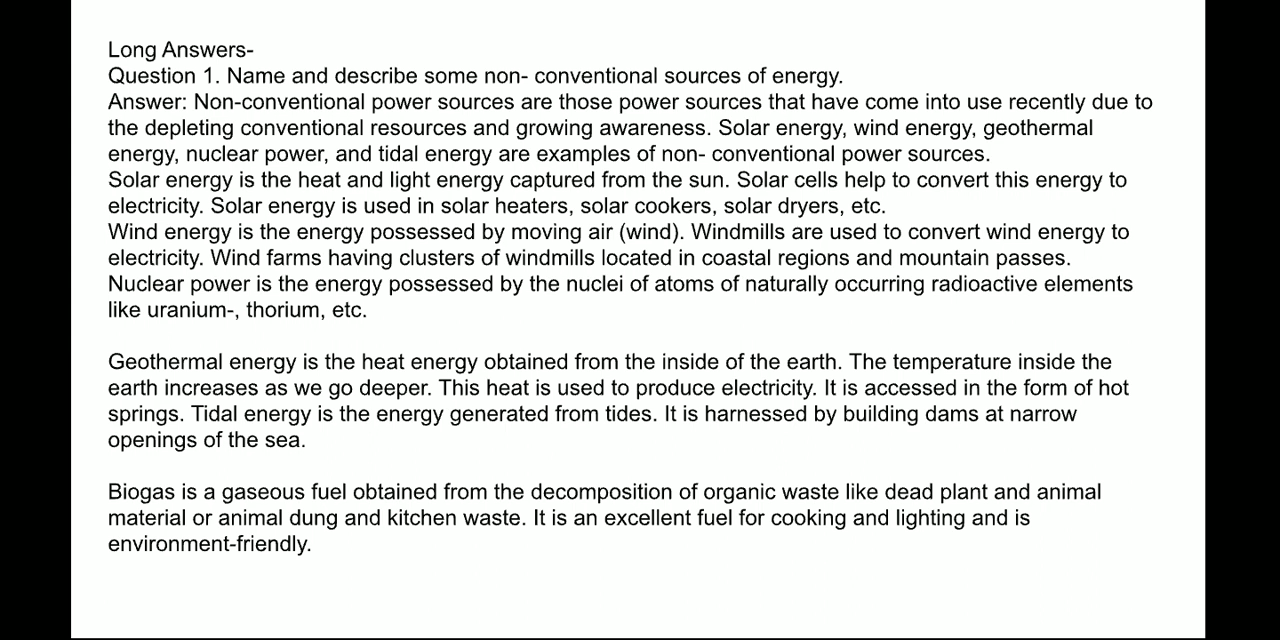 Long Answers-
Question 1. Name and describe some non- conventional sources of energy.
Answer: Non-conventional power sources are those power sources that have come into use recently due to
the depleting conventional resources and growing awareness. Solar energy, wind energy, geothermal
energy, nuclear power, and tidal energy are examples of non- conventional power sources.
Solar energy is the heat and light energy captured from the sun. Solar cells help to convert this energy to
electricity. Solar energy is used in solar heaters, solar cookers, solar dryers, etc.
Wind energy is the energy possessed by moving air (wind). Windmills are used to convert wind energy to
electricity. Wind farms having clusters of windmills located in coastal regions and mountain passes.
Nuclear power is the energy possessed by the nuclei of atoms of naturally occurring radioactive elements
like uranium-, thorium, etc.
Geothermal energy is the heat energy obtained from the inside of the earth. The temperature inside the
earth increases as we go deeper. This heat is used to produce electricity. It is accessed in the form of hot
springs. Tidal energy is the energy generated from tides. It is harnessed by building dams at narrow
openings of the sea.
Biogas is a gaseous fuel obtained from the decomposition of organic waste like dead plant and animal
material or animal dung and kitchen waste. It is an excellent fuel for cooking and lighting and is
environment-friendly.